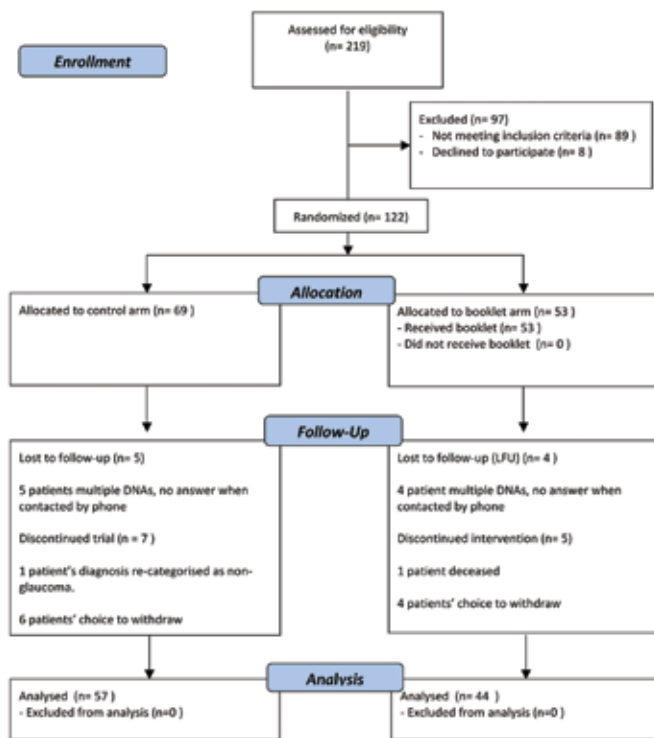 Assessed for eligibility
(n= 219)
Enrollment
Excluded (n= 97)
- Not meeting inclusion criteria (n= 89 )
- Declined to participate (n= 8 )
Randomized (n= 122)
Allocation
Allocated to control arm (n= 69 )
Allocated to booklet arm (n= 53 )
- Received booklet (n= 53 )
- Did not receive booklet (n= 0 )
Follow-Up
Lost to follow-up (n= 5)
5 patients multiple DNAs, no answer when
contacted by phone
Discontinued trial (n = 7 )
1 patient's diagnosis re-categorised as non-
glaucoma.
6 patients' choice to withdraw
Lost to follow-up (LFU) (n= 4 )
4 patient multiple DNAs, no answer when
contacted by phone
Discontinued intervention (n= 5)
1 patient deceased
4 patients' choice to withdraw
Analysis
Analysed (n= 57 )
- Excluded from analysis (n=0 )
Analysed (n= 44 )
- Excluded from analysis (n=0 )